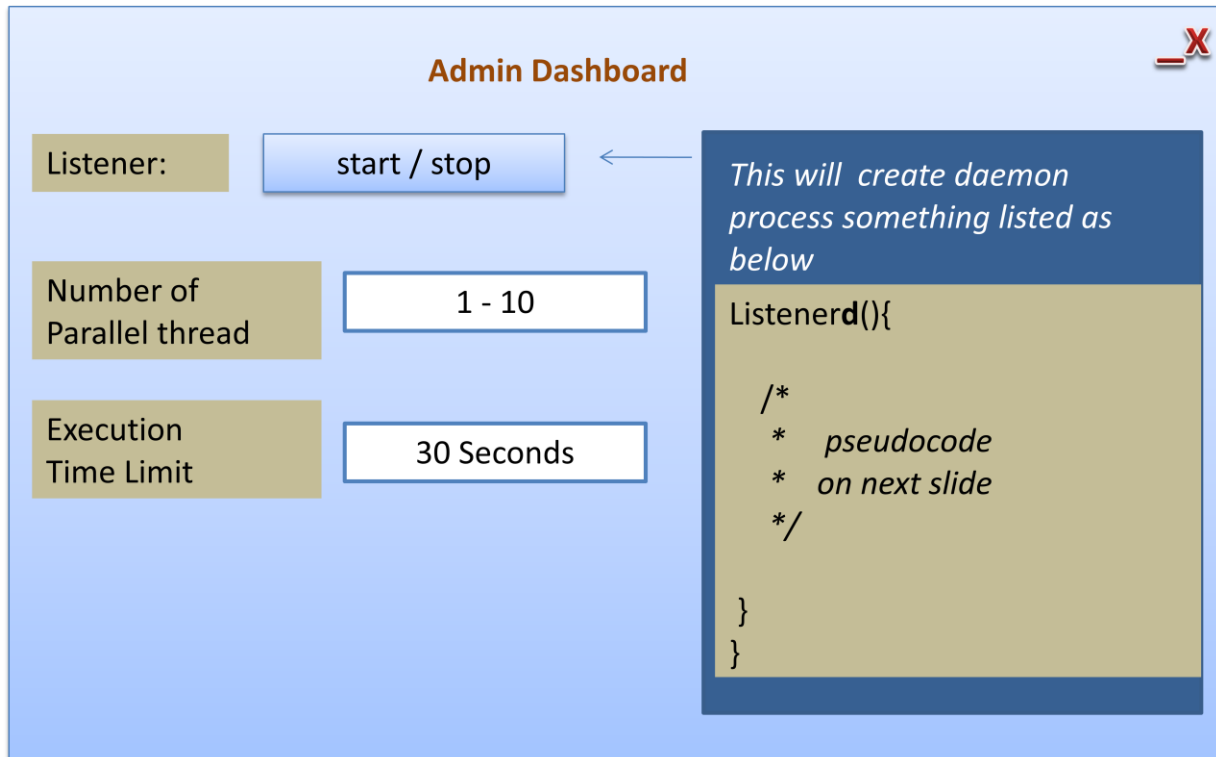 _x
Admin Dashboard
Listener:
start / stop
This will  create daemon
process something listed as
below
Number of
Parallel thread
1 - 10
Listenerd(){
/*
*     pseudocode
*    on next slide
*/
}
}
Execution
Time Limit
30 Seconds